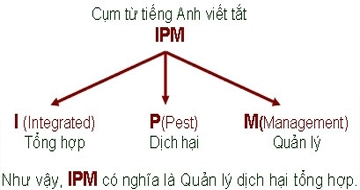 Cụm từ tiếng Anh viết tắt
IPM
I (Integrated) P(Pest) M(Management)
Tổng hợp Dịch hại Quản lý
Như vậy, IPM có nghĩa là Quản lý dịch hại tổng hợp.